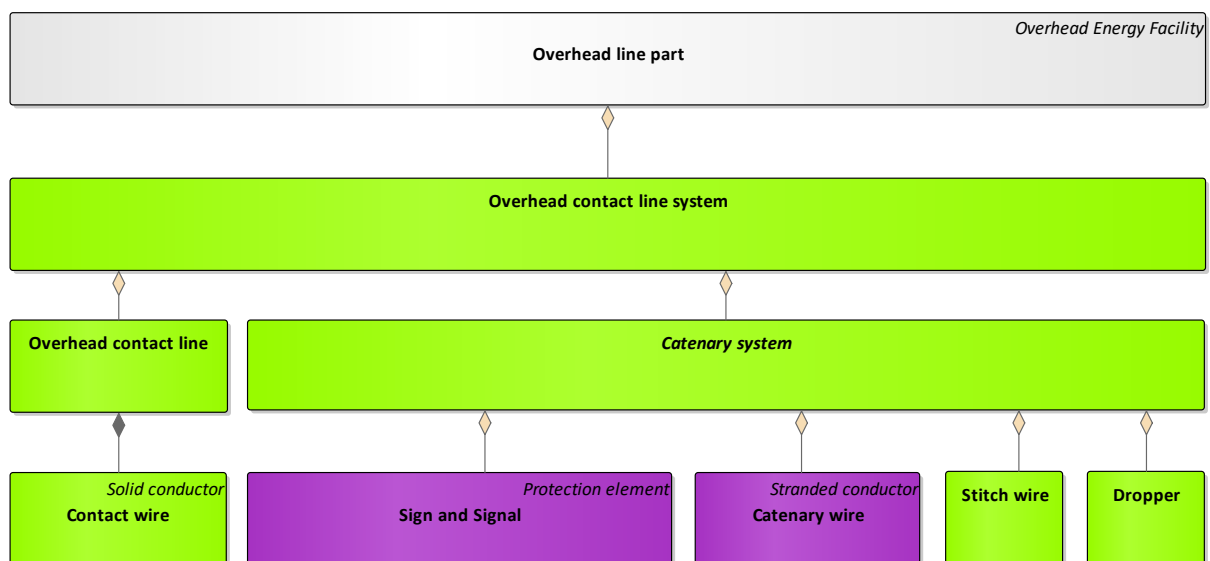 Overhead Energy Facility
Overhead line part
Overhead contact line system
Overhead contact line
Catenary system
Solid conductor
Contact wire
Protection element
Sign and Signal
Stranded conductor
Catenary wire
Stitch wire
Dropper